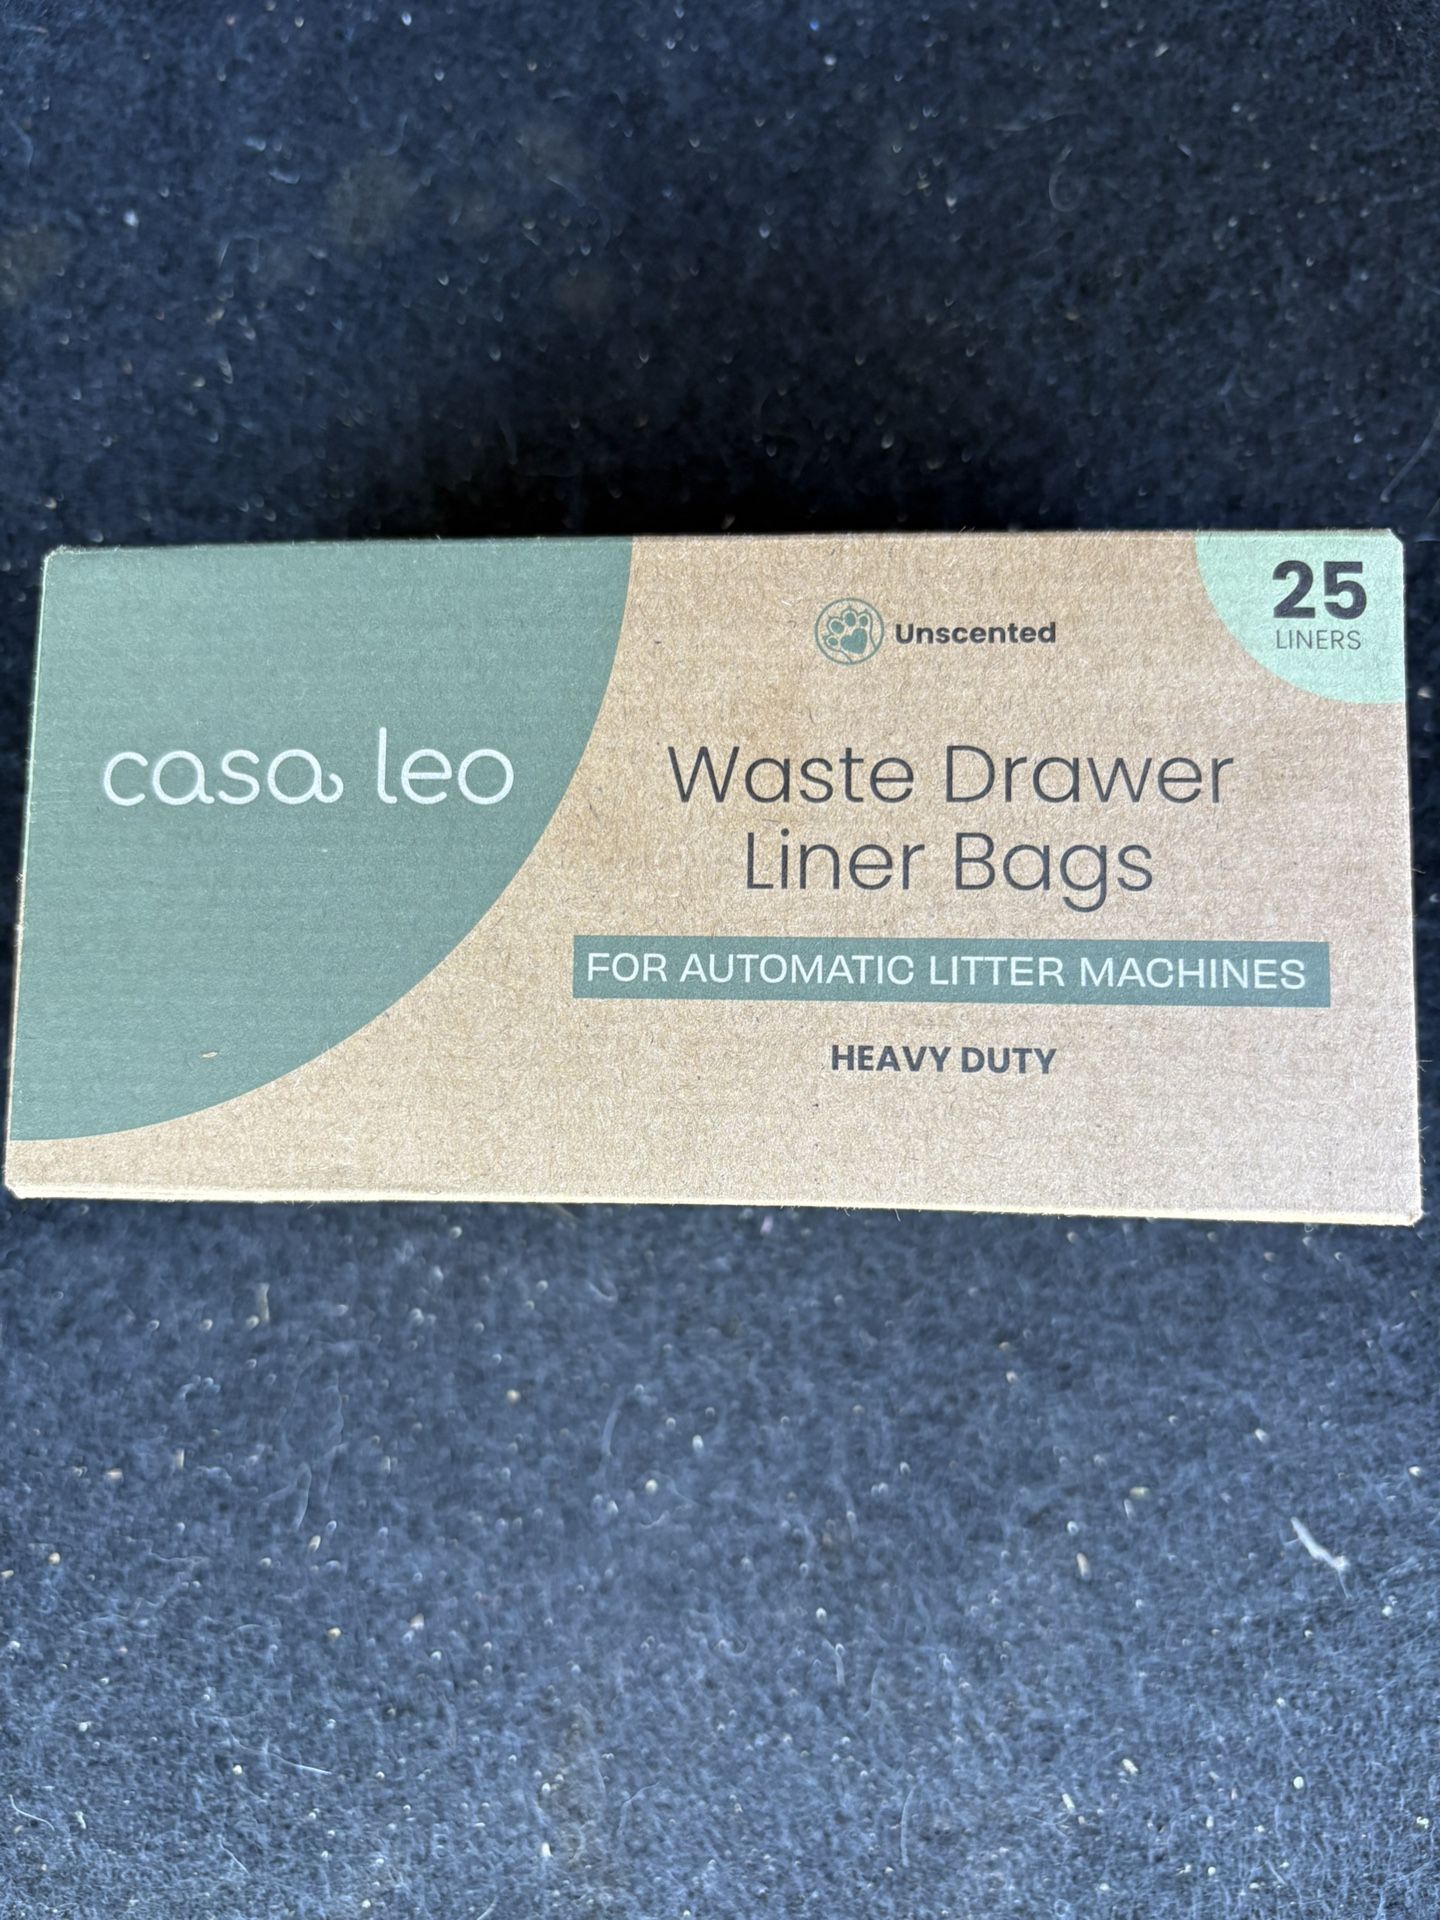 casa leo
Unscented
25
LINERS
Waste Drawer
Liner Bags
FOR AUTOMATIC LITTER MACHINES
HEAVY DUTY